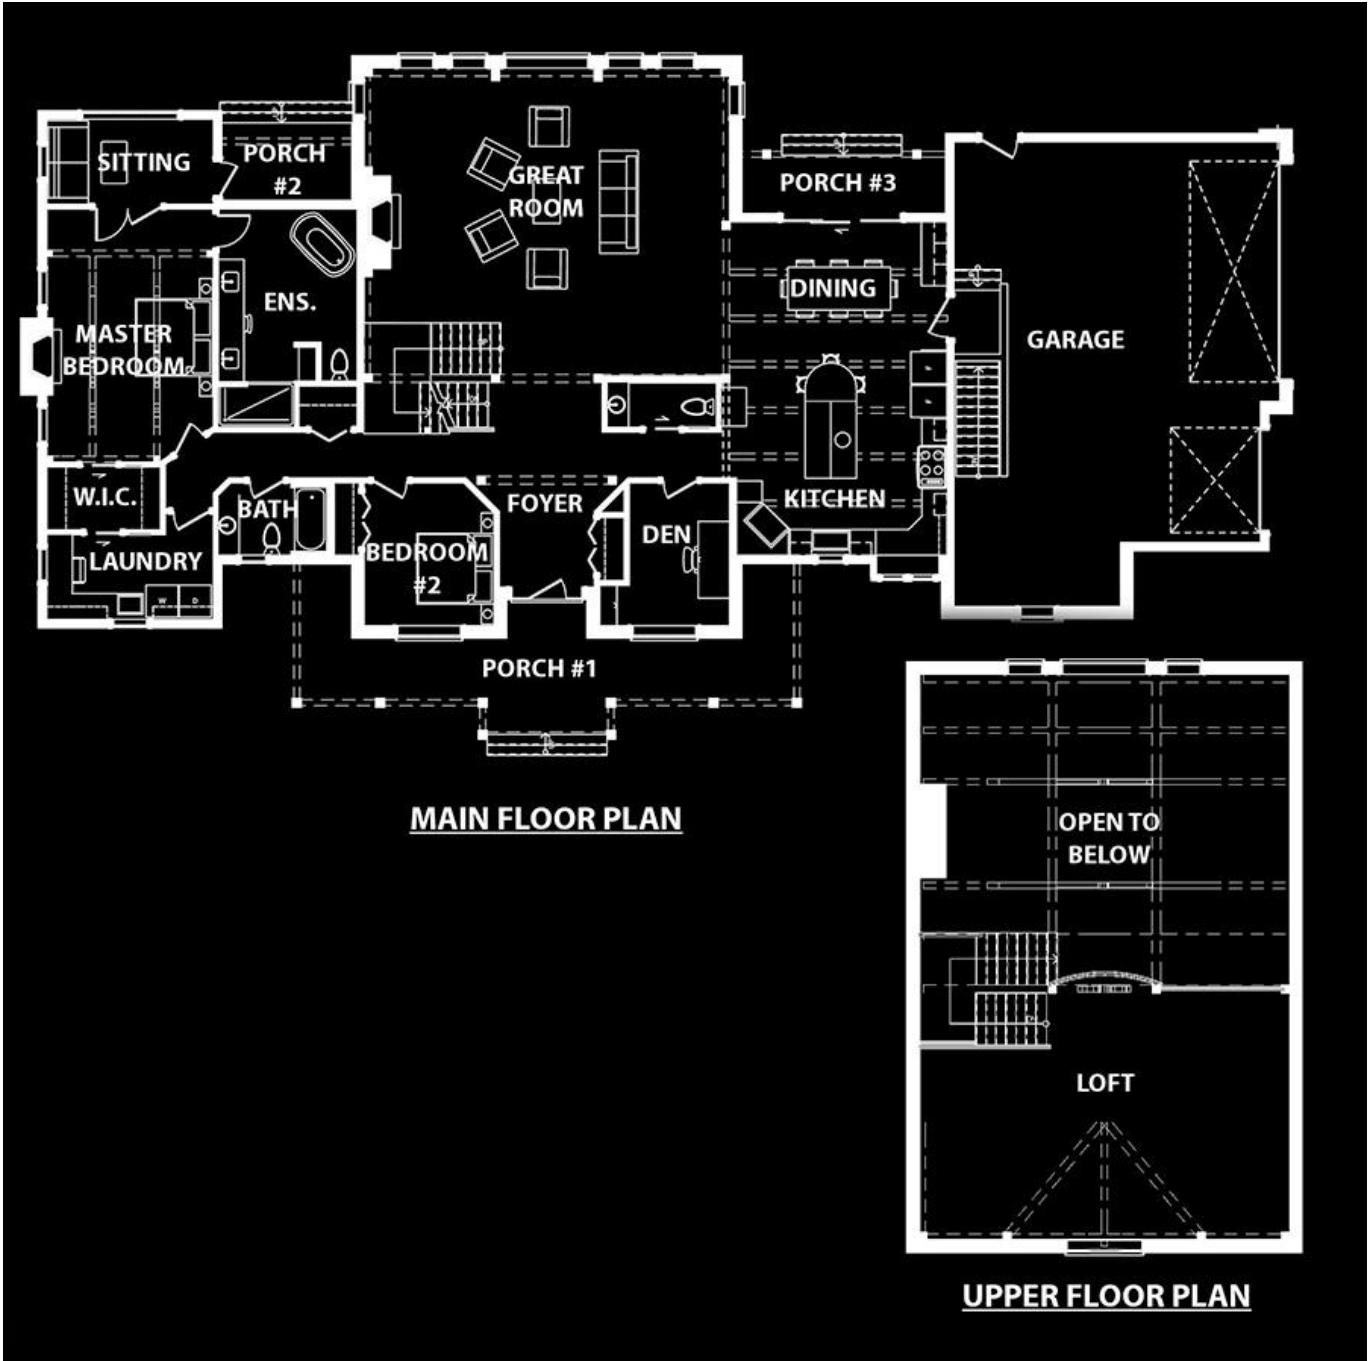 SITTING
PORCH
#2
GREAT
ROOM
PORCH #3
ENS.
DINING
MASTER
BEDROOM
GARAGE
W.I.C.
BATH
FOYER
KITCHEN
DEN
LAUNDRY
BEDROOM
#2
W D
PORCH #1
MAIN FLOOR PLAN
OPEN TO
BELOW
LOFT
UPPER FLOOR PLAN